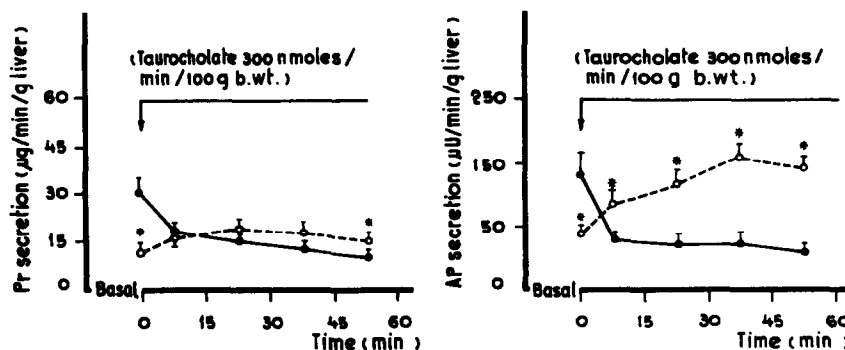 (Taurocholate 300 nmoles/
min/100 g b.wt.)
Pr secretion (µg/min/g liver)
60
45
30
15
0
*
*
Basal
0 15 30 45 60
Time (min)
(Taurocholate 300 nmoles/
min/100 g b.wt.)
AP secretion (µU/min/g liver)
250
150
50
0
*
*
*
*
*
Basal
0 15 30 45 60
Time (min)